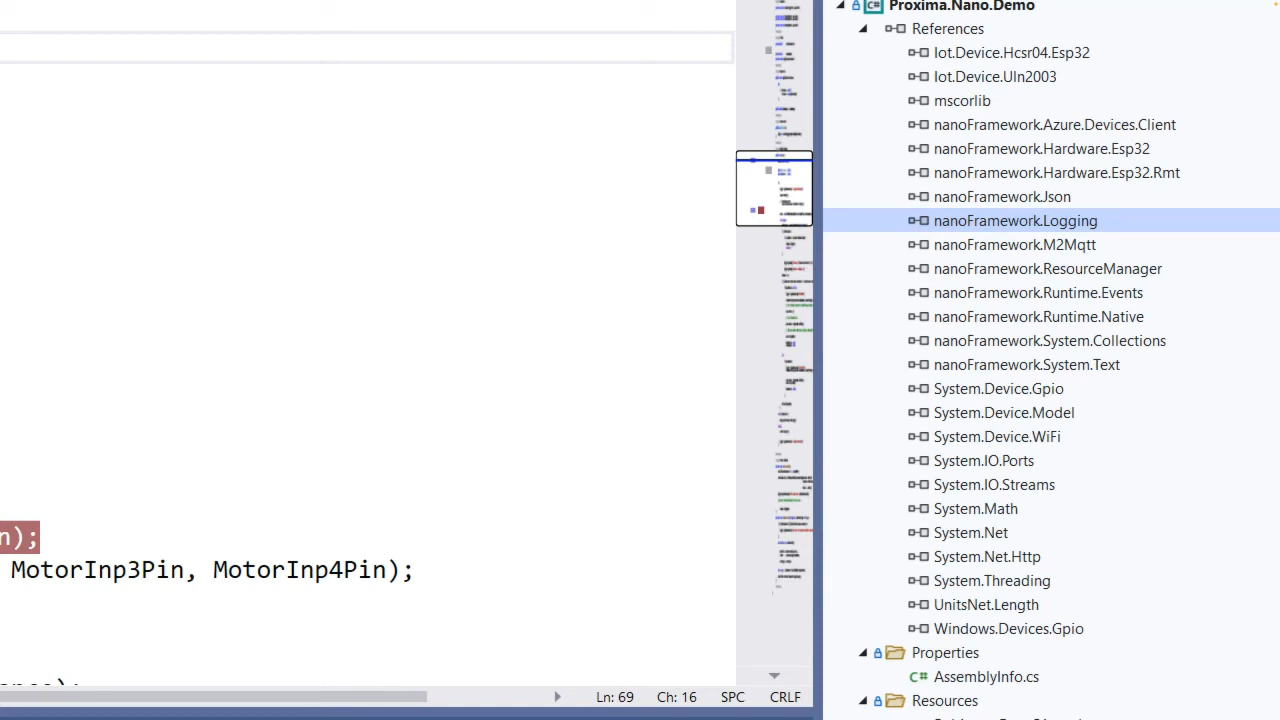 Proxima.Nano.Demo
References
Iot.Device.Hcsr04.Esp32
Iot.Device.Uln2003
mscorlib
nanoFramework.Azure.Device.Client
nanoFramework.Hardware.Esp32
nanoFramework.Hardware.Esp32.Rmt
nanoFramework.Json
nanoFramework.Logging
nanoFramework.M2Mqtt
nanoFramework.ResourceManager
nanoFramework.Runtime.Events
nanoFramework.Runtime.Native
nanoFramework.System.Collections
nanoFramework.System.Text
System.Device.Gpio
System.Device.Model
System.Device.Wifi
System.IO.Ports
System.IO.Streams
System.Math
n);
System.Net
System.Net.Http
MotorInp3Pin, MotorInp4Pin);
System.Threading
UnitsNet.Length
Windows.Devices.Gpio
Properties
C# AssemblyInfo.cs
Ln: 69 Ch: 16 SPC CRLF
Resources